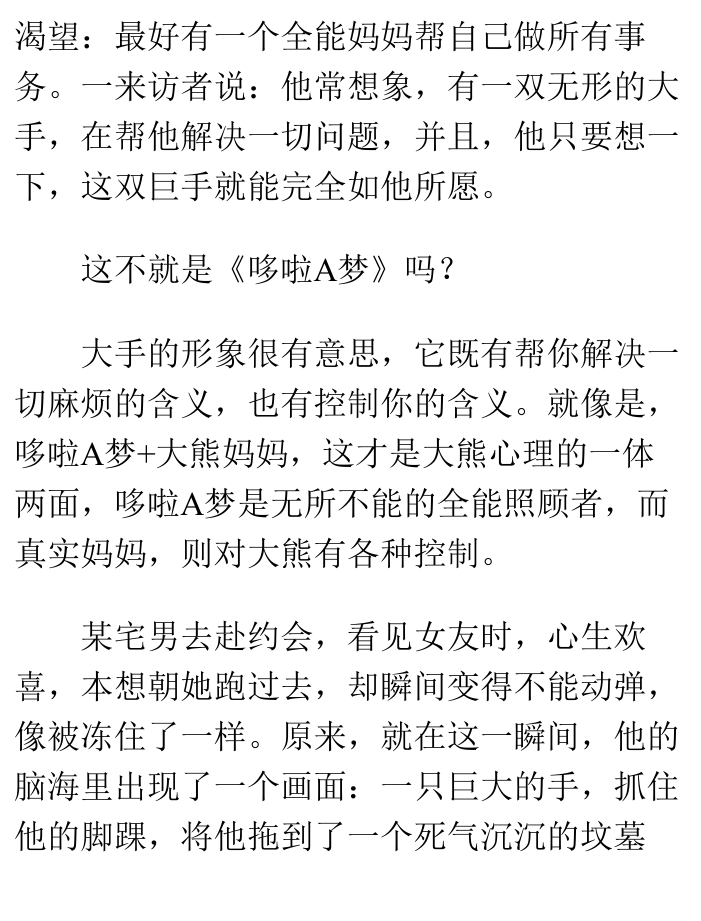 渴望：最好有一个全能妈妈帮自己做所有事
务。一来访者说：他常想象，有一双无形的大
手，在帮他解决一切问题，并且，他只要想一
下，这双巨手就能完全如他所愿。
这不就是《哆啦A梦》吗？
大手的形象很有意思，它既有帮你解决一
切麻烦的含义，也有控制你的含义。就像是，
哆啦A梦+大熊妈妈，这才是大熊心理的一体
两面，哆啦A梦是无所不能的全能照顾者，而
真实妈妈，则对大熊有各种控制。
某宅男去赴约会，看见女友时，心生欢
喜，本想朝她跑过去，却瞬间变得不能动弹，
像被冻住了一样。原来，就在这一瞬间，他的
脑海里出现了一个画面：一只巨大的手，抓住
他的脚踝，将他拖到了一个死气沉沉的坟墓